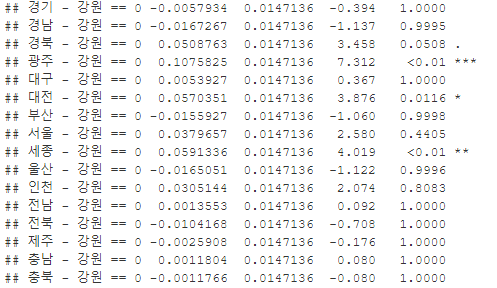 ## 경기 - 강원 == 0 -0.0057934  0.0147136  -0.394   1.0000
## 경남 - 강원 == 0 -0.0167267  0.0147136  -1.137   0.9995
## 경북 - 강원 == 0  0.0508763  0.0147136   3.458   0.0508 .
## 광주 - 강원 == 0  0.1075825  0.0147136   7.312    <0.01 ***
## 대구 - 강원 == 0  0.0053927  0.0147136   0.367   1.0000
## 대전 - 강원 == 0  0.0570351  0.0147136   3.876   0.0116 *
## 부산 - 강원 == 0 -0.0155927  0.0147136  -1.060   0.9998
## 서울 - 강원 == 0  0.0379657  0.0147136   2.580   0.4405
## 세종 - 강원 == 0  0.0591336  0.0147136   4.019    <0.01 **
## 울산 - 강원 == 0 -0.0165051  0.0147136  -1.122   0.9996
## 인천 - 강원 == 0  0.0305144  0.0147136   2.074   0.8083
## 전남 - 강원 == 0  0.0013553  0.0147136   0.092   1.0000
## 전북 - 강원 == 0 -0.0104168  0.0147136  -0.708   1.0000
## 제주 - 강원 == 0 -0.0025908  0.0147136  -0.176   1.0000
## 충남 - 강원 == 0  0.0011804  0.0147136   0.080   1.0000
## 충북 - 강원 == 0 -0.0011766  0.0147136  -0.080   1.0000